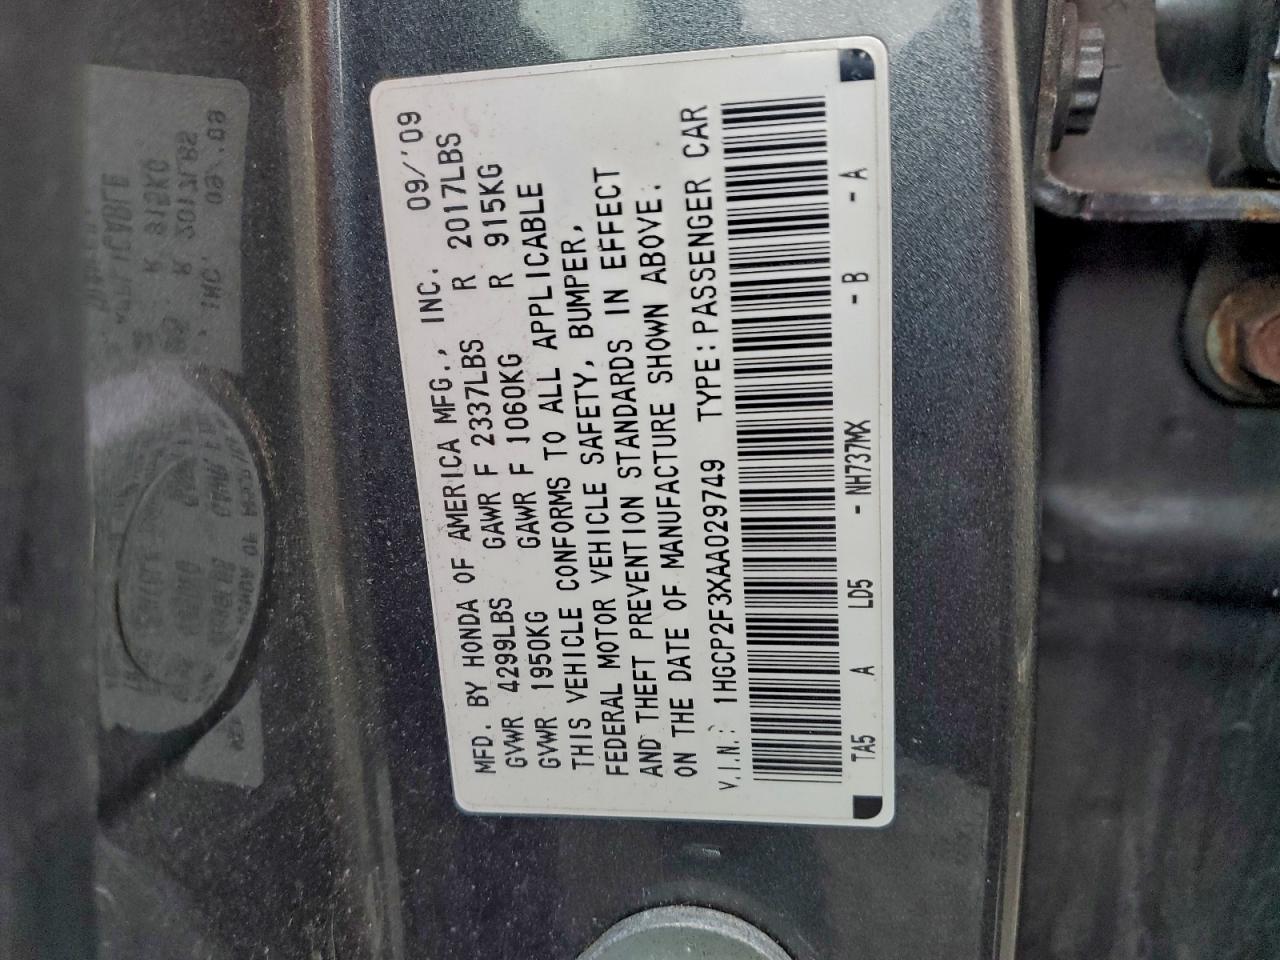 MFD. BY HONDA OF AMERICA MFG., INC. 09/'09
GVWR 4299LBS GAWR F 2337LBS R 2017LBS
GVWR 1950KG GAWR F 1060KG R 915KG
THIS VEHICLE CONFORMS TO ALL APPLICABLE
FEDERAL MOTOR VEHICLE SAFETY, BUMPER,
AND THEFT PREVENTION STANDARDS IN EFFECT
ON THE DATE OF MANUFACTURE SHOWN ABOVE.
V.I.N.: 1HGCP2F3XAA029749 TYPE:PASSENGER CAR
TA5 A LD5 - NH737MX - B - A